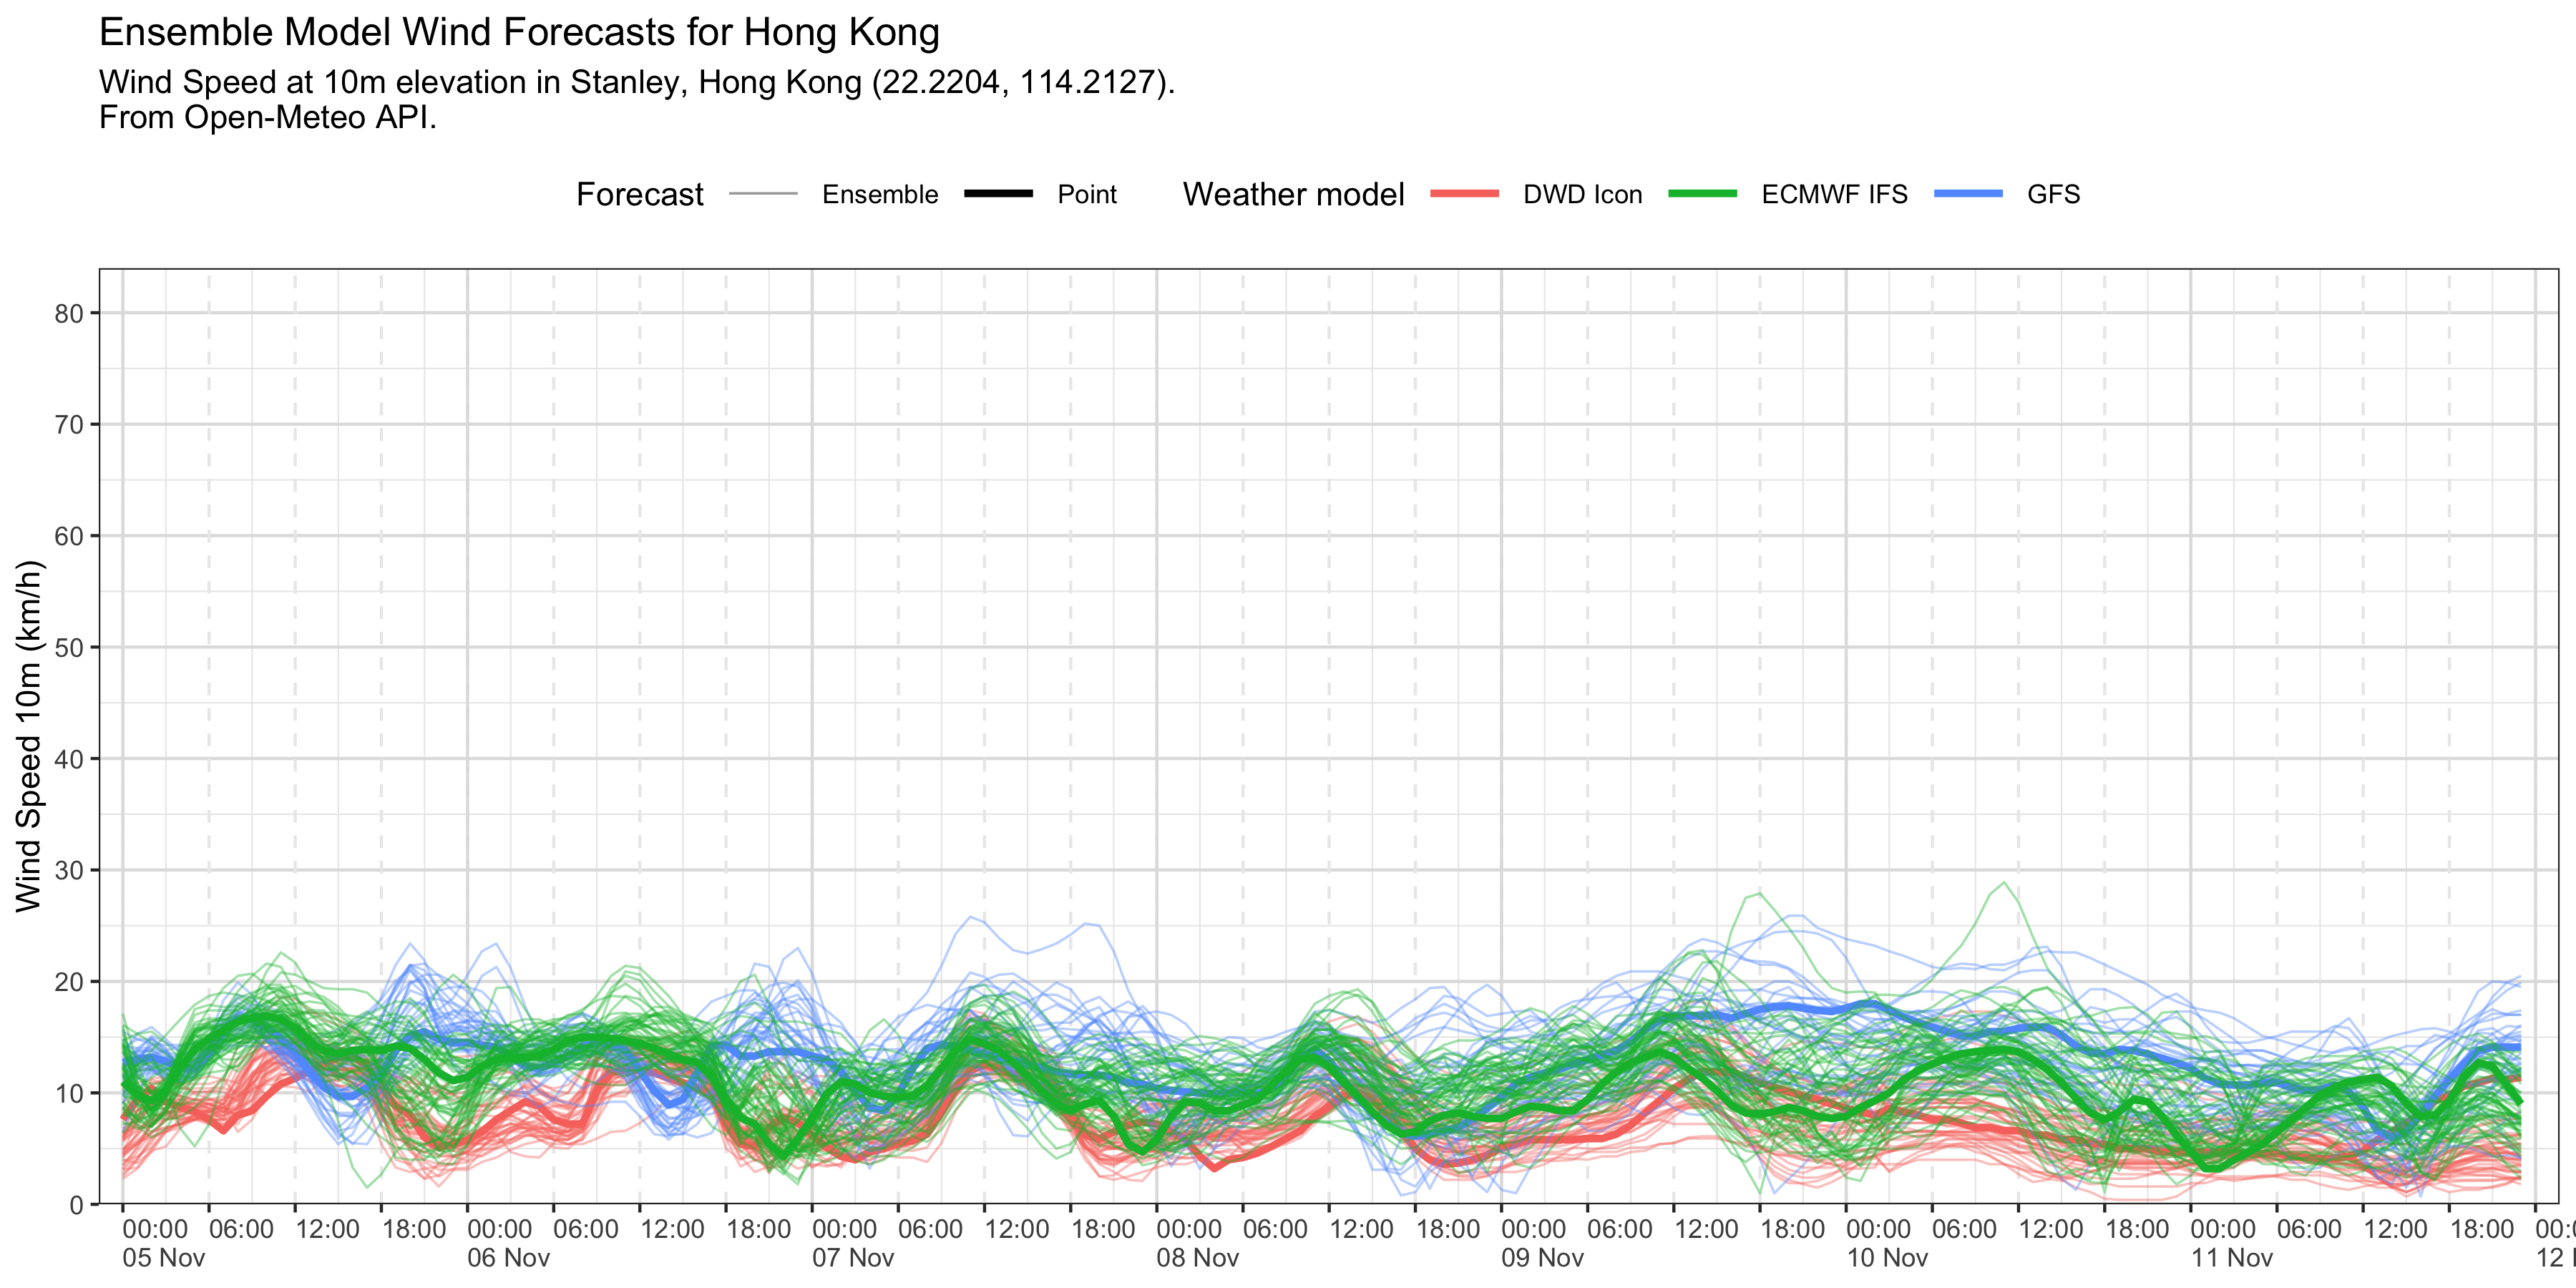 Ensemble Model Wind Forecasts for Hong Kong
Wind Speed at 10m elevation in Stanley, Hong Kong (22.2204, 114.2127).
From Open-Meteo API.
Forecast Ensemble Point Weather model DWD Icon ECMWF IFS GFS
Wind Speed 10m (km/h)
80
70
60
50
40
30
20
10
0
00:00 06:00 12:00 18:00 00:00 06:00 12:00 18:00 00:00 06:00 12:00 18:00 00:00 06:00 12:00 18:00 00:00 06:00 12:00 18:00 00:00 06:00 12:00 18:00 00:00 06:00 12:00 18:00
05 Nov 06 Nov 07 Nov 08 Nov 09 Nov 10 Nov 11 Nov 12